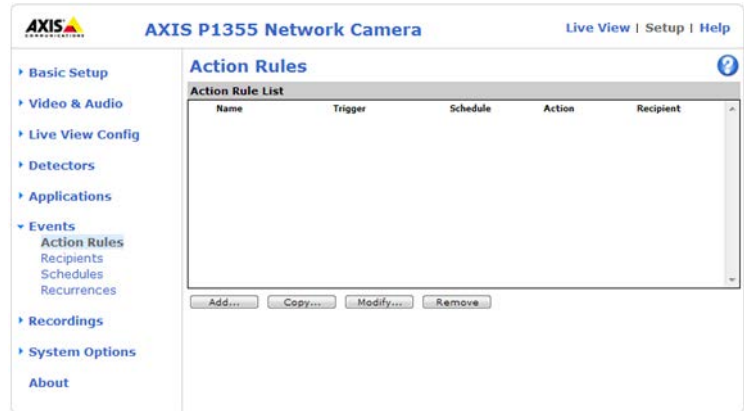 AXIS
COMMUNICATIONS
AXIS P1355 Network Camera
Live View | Setup | Help
Basic Setup
Video & Audio
Live View Config
Detectors
Applications
Events
Action Rules
Recipients
Schedules
Recurrences
Recordings
System Options
About
Action Rules
?
Action Rule List
Name Trigger Schedule Action Recipient
Add... Copy... Modify... Remove